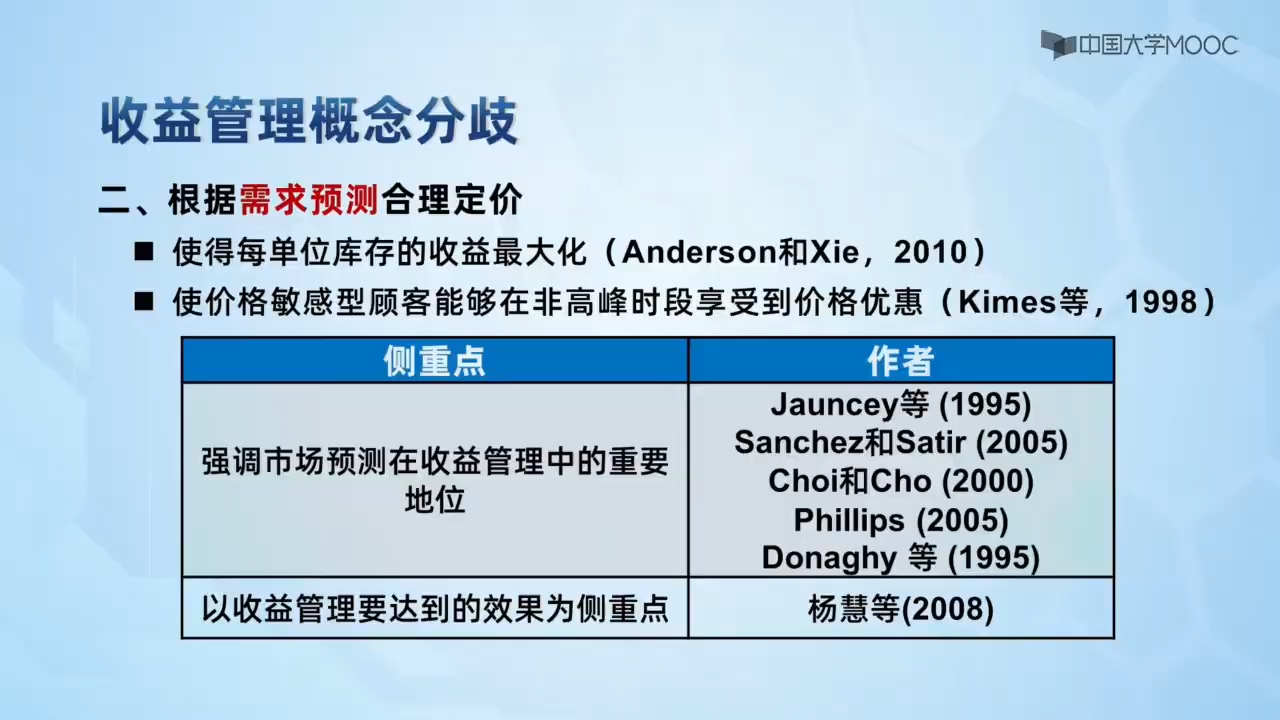 中国大学MOOC
收益管理概念分歧
二、根据需求预测合理定价
■ 使得每单位库存的收益最大化（Anderson和Xie，2010）
■ 使价格敏感型顾客能够在非高峰时段享受到价格优惠（Kimes等，1998）
侧重点
作者
强调市场预测在收益管理中的重要
地位
Jauncey等 (1995)
Sanchez和Satir (2005)
Choi和Cho (2000)
Phillips (2005)
Donaghy 等 (1995)
以收益管理要达到的效果为侧重点
杨慧等(2008)